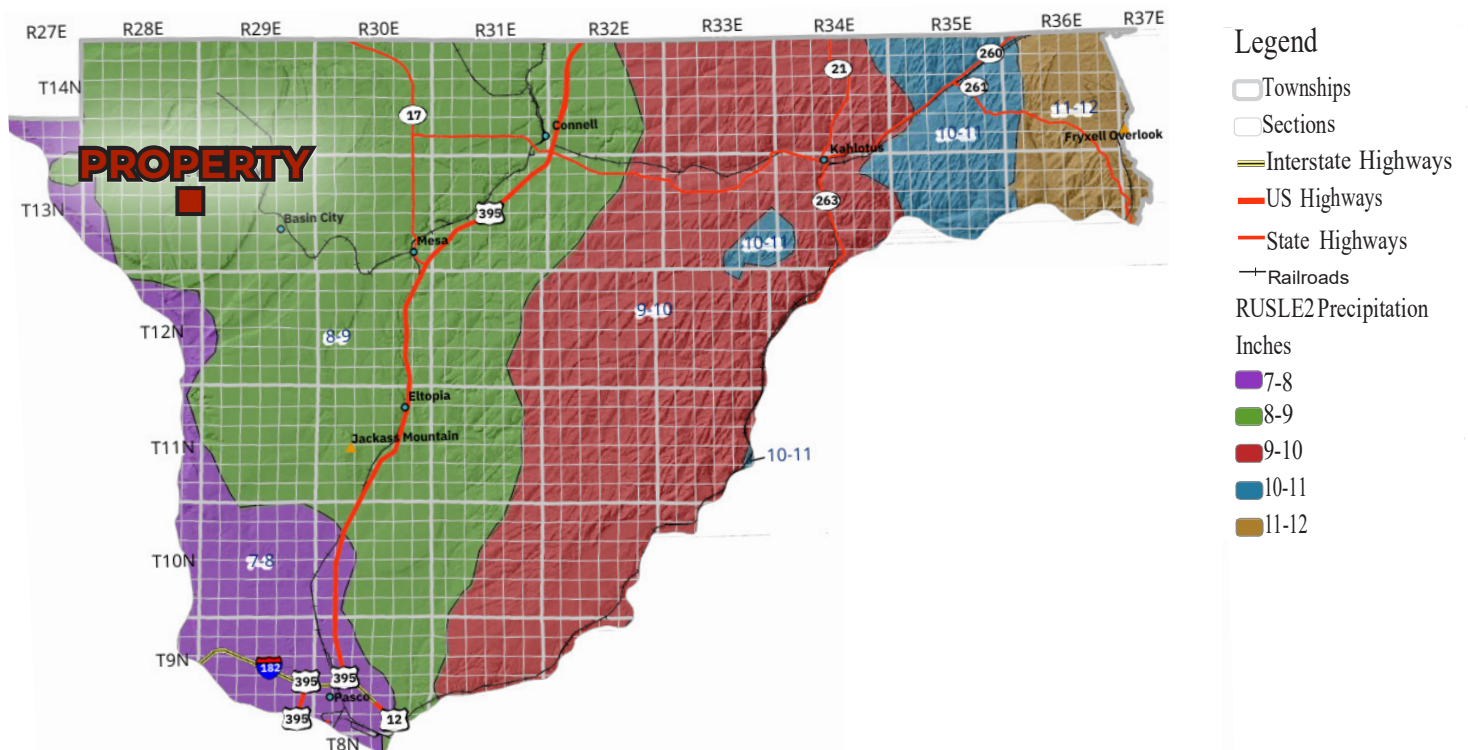 R27E R28E R29E R30E R31E R32E R33E R34E R35E R36E R37E
T14N
T13N
T12N
T11N
T10N
T9N
T8N
PROPERTY
17
21
260
261
263
395
182
395
395
395
12
Connell
Kahlotus
Fryxell Overlook
Basin City
Mesa
Eltopia
Jackass Mountain
Pasco
8-9
9-10
10-11
10-11
10-11
11-12
7-8
Legend
Townships
Sections
Interstate Highways
US Highways
State Highways
Railroads
RUSLE2 Precipitation
Inches
7-8
8-9
9-10
10-11
11-12